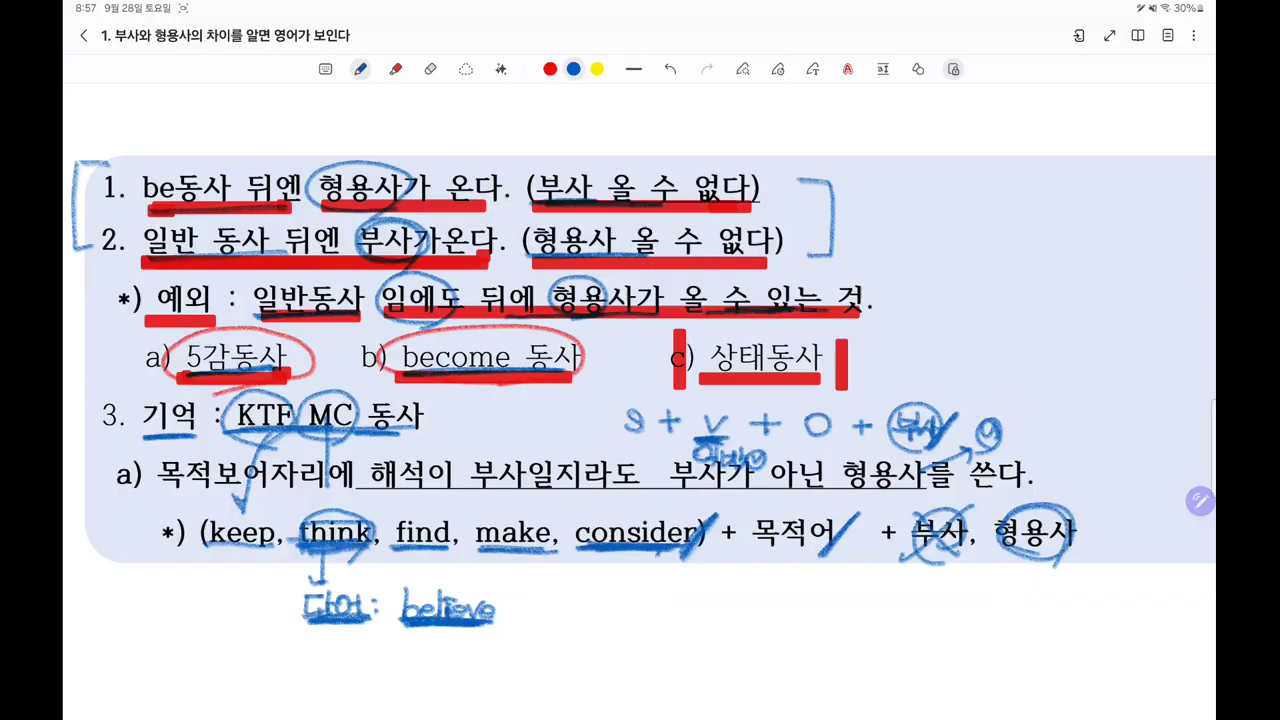 8:57 9월 28일 토요일 30%
1. 부사와 형용사의 차이를 알면 영어가 보인다
1. be동사 뒤엔 형용사가 온다. (부사 올 수 없다)
2. 일반 동사 뒤엔 부사가온다. (형용사 올 수 없다)
*) 예외 : 일반동사 임에도 뒤에 형용사가 올 수 있는 것.
a) 5감동사 b) become 동사 c) 상태동사
3. 기억 : KTF MC 동사
s + v + O + 부사
a) 목적보어자리에 해석이 부사일지라도 부사가 아닌 형용사를 쓴다.
*) (keep, think, find, make, consider) + 목적어 + 부사, 형용사
단어: believe